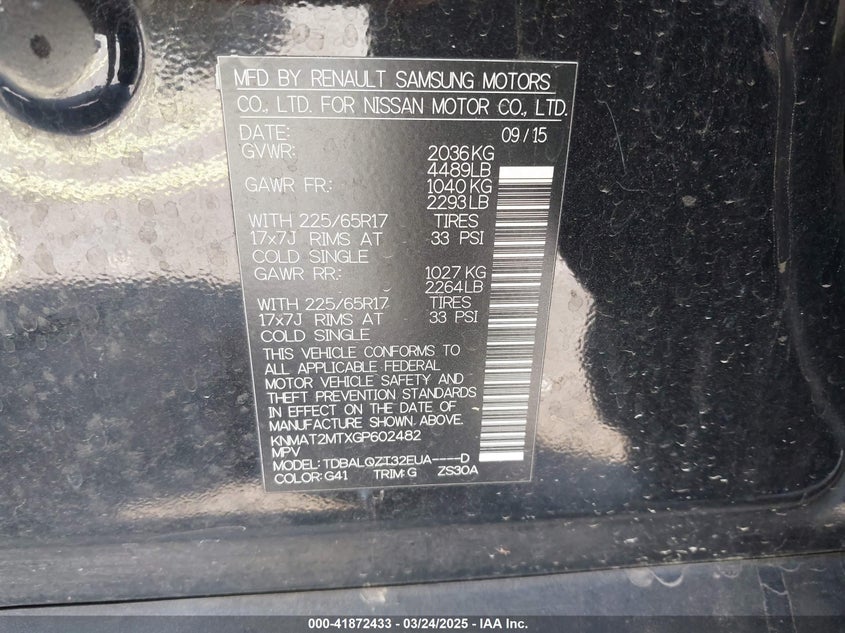 MFD BY RENAULT SAMSUNG MOTORS
CO., LTD. FOR NISSAN MOTOR CO., LTD.
DATE: 09/15
GVWR: 2036KG
4489LB
GAWR FR.: 1040KG
2293LB
WITH 225/65R17 TIRES
17x7J RIMS AT 33 PSI
COLD SINGLE
GAWR RR.: 1027KG
2264LB
WITH 225/65R17 TIRES
17x7J RIMS AT 33 PSI
COLD SINGLE
THIS VEHICLE CONFORMS TO
ALL APPLICABLE FEDERAL
MOTOR VEHICLE SAFETY AND
THEFT PREVENTION STANDARDS
IN EFFECT ON THE DATE OF
MANUFACTURE SHOWN ABOVE.
KNMAT2MTXGP602482
MPV
MODEL: TDBALQZT32EUA----D
COLOR: G41 TRIM: G ZS30A
000-41872433 - 03/24/2025 - IAA Inc.